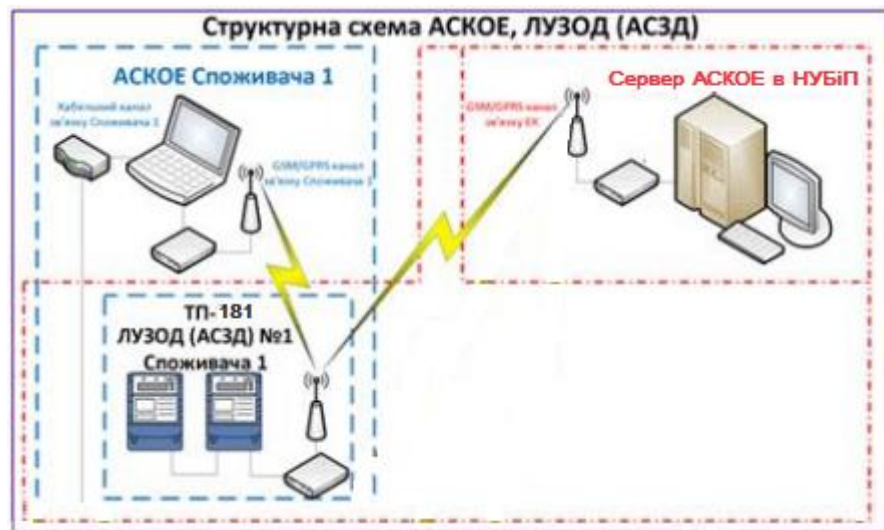 Структурна схема АСКОЕ, ЛУЗОД (АСЗД)
АСКОЕ Споживача 1
Кабельний канал
зв'язку Споживача 1
GSM/GPRS канал
зв'язку Споживача 1
GSM/GPRS канал
зв'язку ЕК
Сервер АСКОЕ в НУБіП
ТП-181
ЛУЗОД (АСЗД) №1
Споживача 1